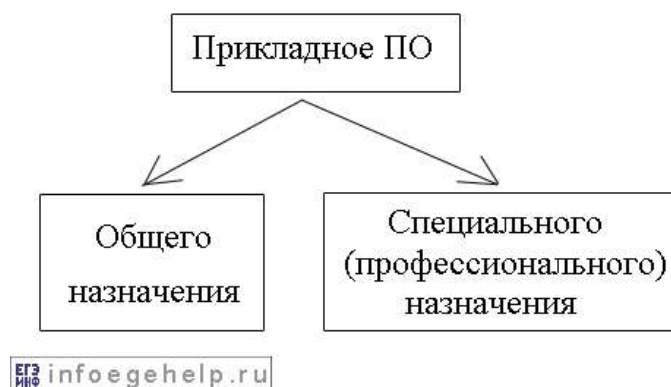 Прикладное ПО
Общего
назначения
Специального
(профессионального)
назначения
ЕГЭ
ИНФ
infoegehelp.ru